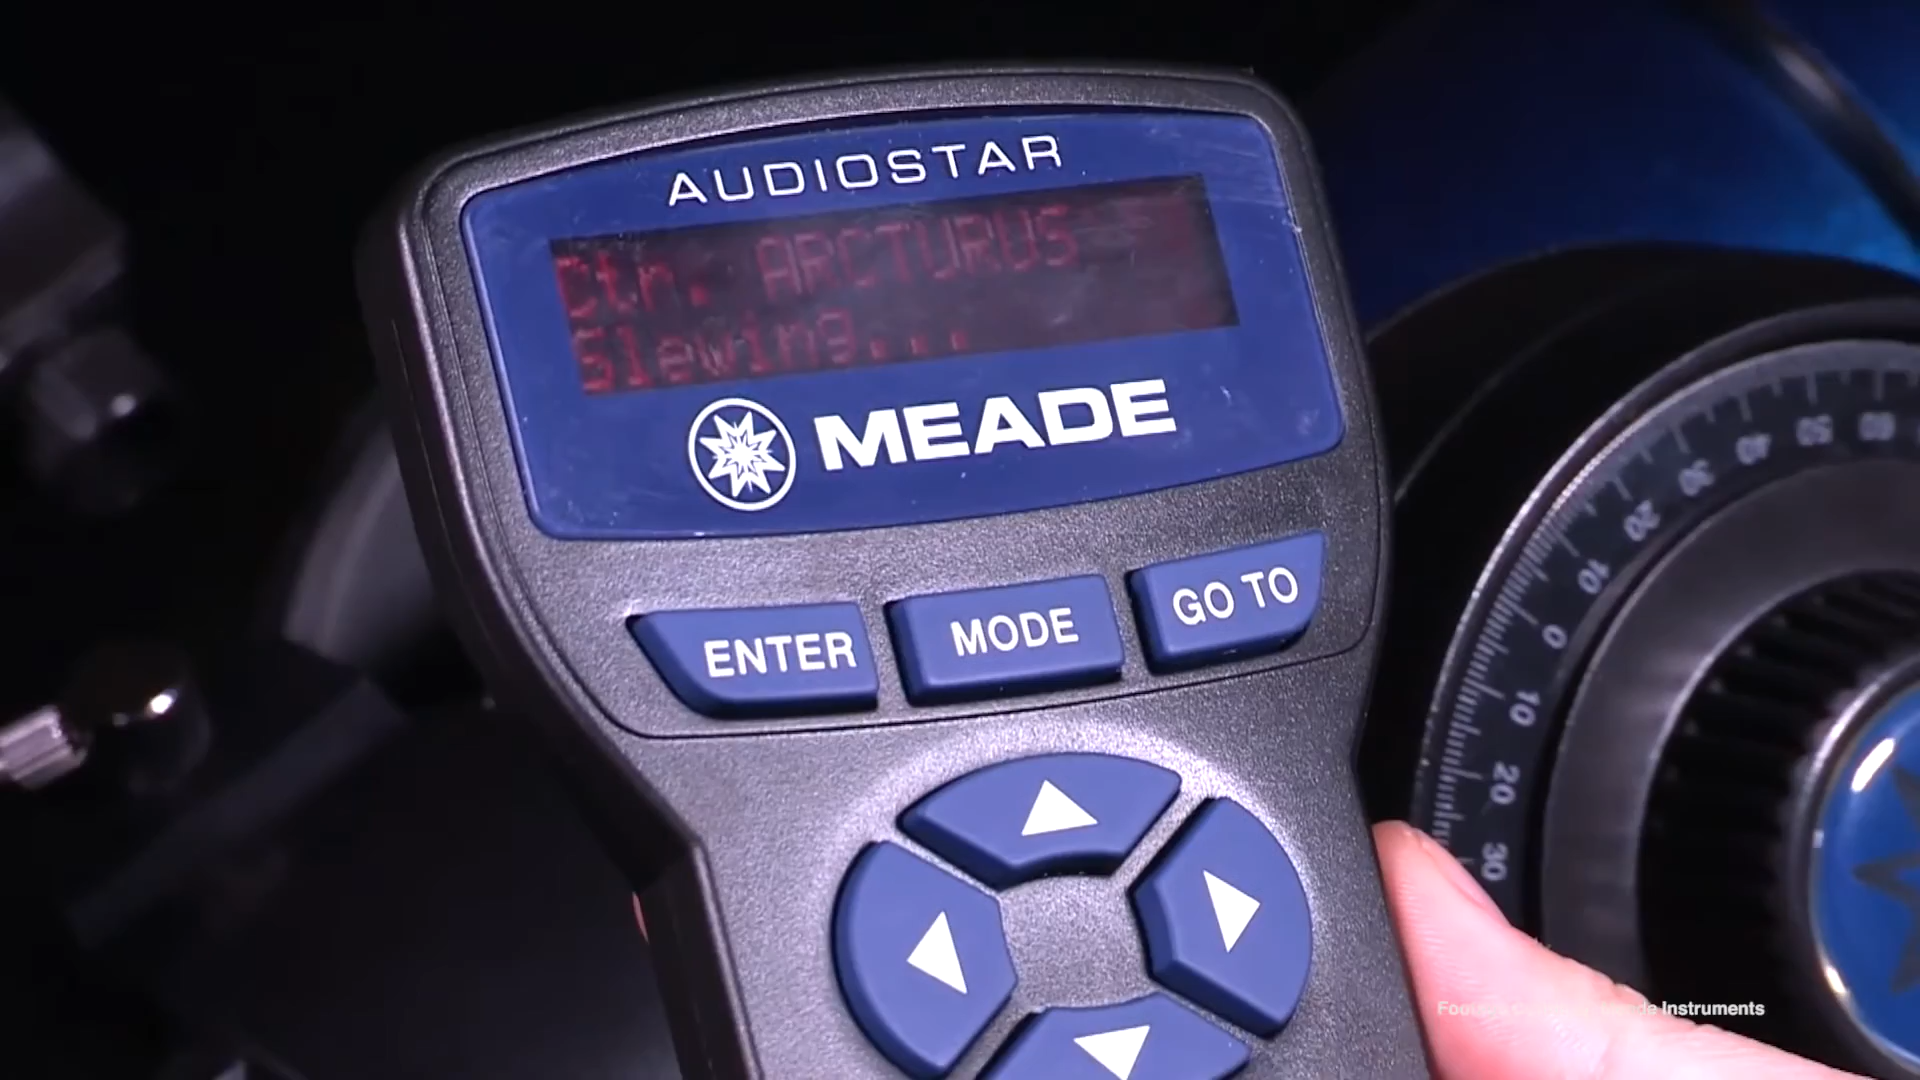 AUDIOSTAR
Ctr. ARCTURUS
Slewing...
MEADE
ENTER
MODE
GO TO
60
50
40
30
20
10
0
10
20
30
Instruments